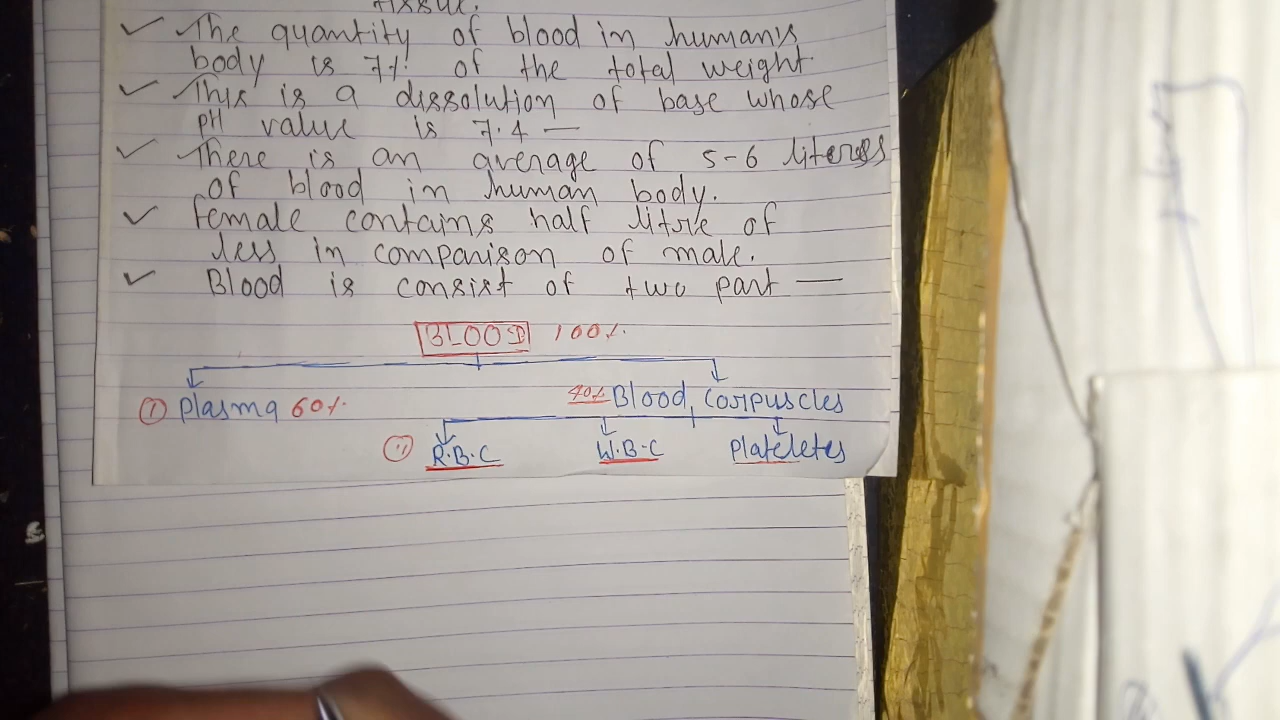 Tissue.
✓ The quantity of blood in human's
body is 7% of the total weight.
✓ This is a dissolution of base whose
pH value is 7.4 —
✓ There is an average of 5-6 literes
of blood in human body.
✓ Female contains half litre of
less in comparison of male.
✓ Blood is consist of two part —
BLOOD 100%
① Plasma 60% 40% Blood Corpuscles
R.B.C W.B.C Plateletes